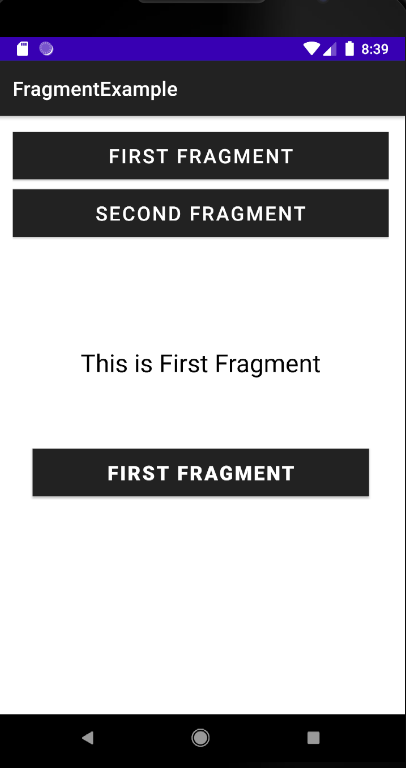 8:39
FragmentExample
FIRST FRAGMENT
SECOND FRAGMENT
This is First Fragment
FIRST FRAGMENT